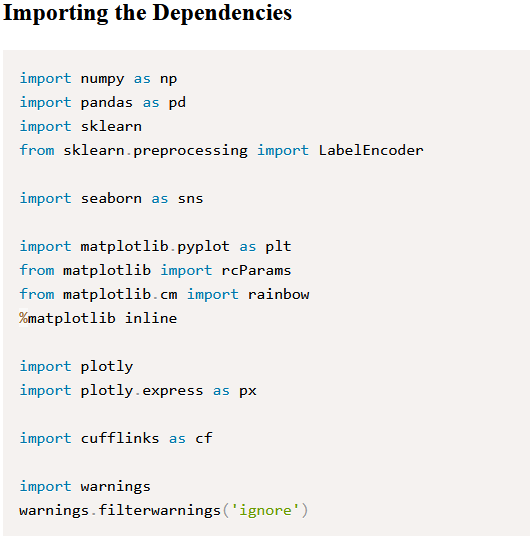 Importing the Dependencies
import numpy as np
import pandas as pd
import sklearn
from sklearn.preprocessing import LabelEncoder
import seaborn as sns
import matplotlib.pyplot as plt
from matplotlib import rcParams
from matplotlib.cm import rainbow
%matplotlib inline
import plotly
import plotly.express as px
import cufflinks as cf
import warnings
warnings.filterwarnings('ignore')